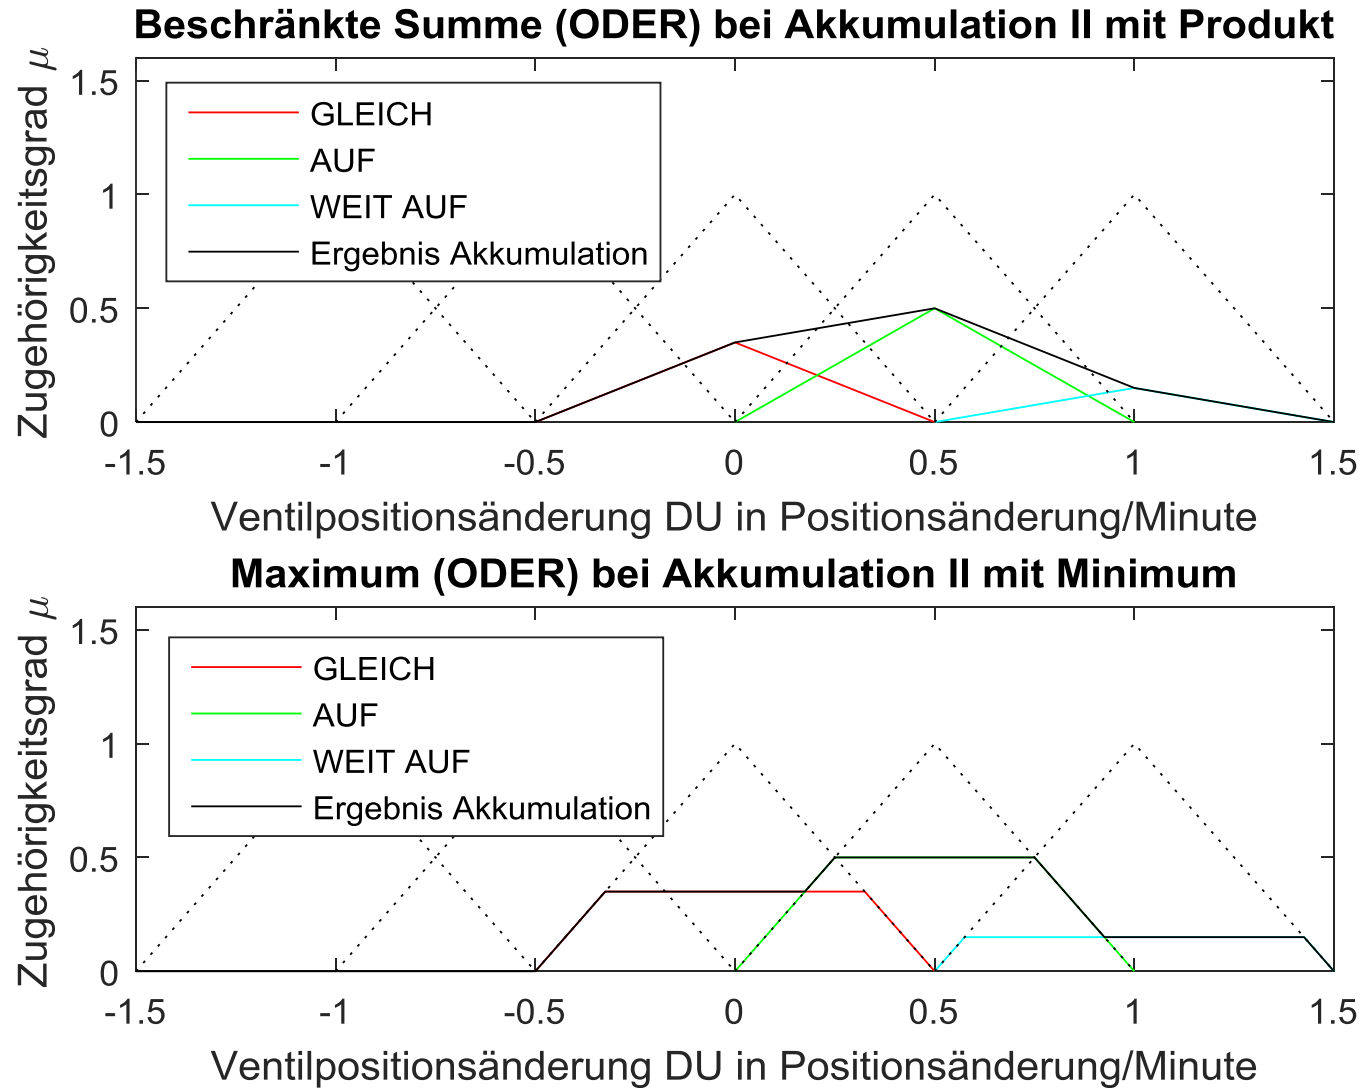 Beschränkte Summe (ODER) bei Akkumulation II mit Produkt
Zugehörigkeitsgrad μ
1.5
1
0.5
0
GLEICH
AUF
WEIT AUF
Ergebnis Akkumulation
-1.5 -1 -0.5 0 0.5 1 1.5
Ventilpositionsänderung DU in Positionsänderung/Minute
Maximum (ODER) bei Akkumulation II mit Minimum
Zugehörigkeitsgrad μ
1.5
1
0.5
0
GLEICH
AUF
WEIT AUF
Ergebnis Akkumulation
-1.5 -1 -0.5 0 0.5 1 1.5
Ventilpositionsänderung DU in Positionsänderung/Minute